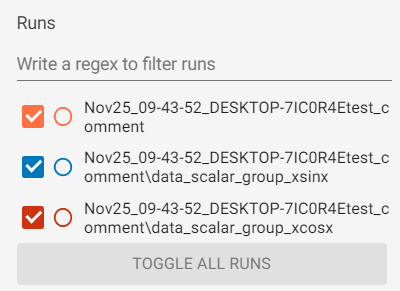 Runs
Write a regex to filter runs
Nov25_09-43-52_DESKTOP-7IC0R4Etest_c
omment
Nov25_09-43-52_DESKTOP-7IC0R4Etest_c
omment\data_scalar_group_xsinx
Nov25_09-43-52_DESKTOP-7IC0R4Etest_c
omment\data_scalar_group_xcosx
TOGGLE ALL RUNS